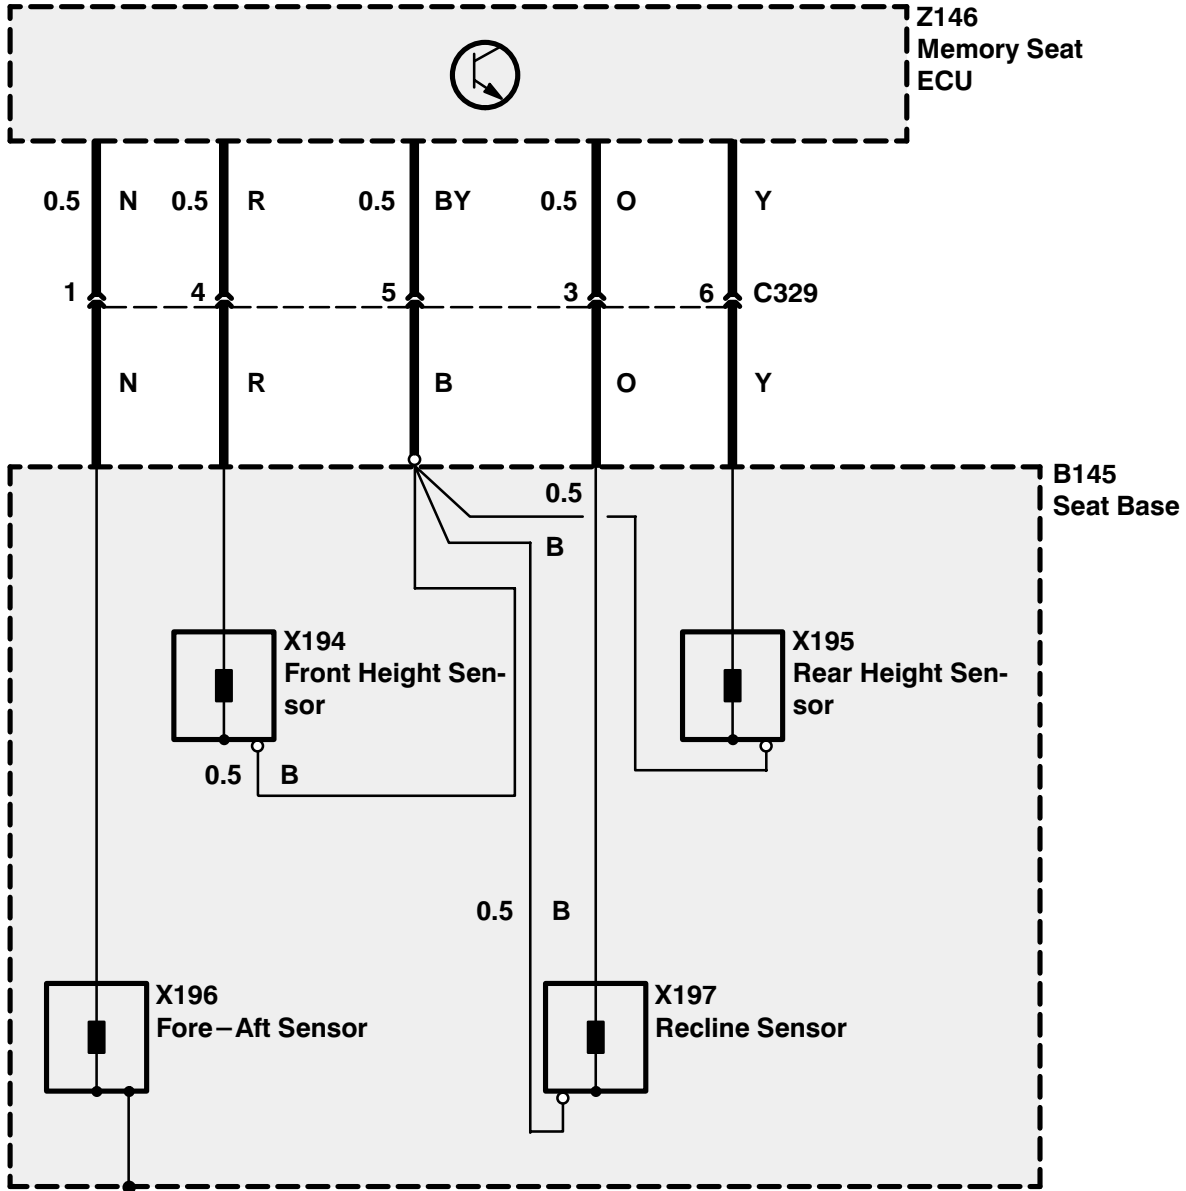 Z146
Memory Seat
ECU
0.5 N 0.5 R 0.5 BY 0.5 O Y
1 4 5 3 6 C329
N R B O Y
B145
Seat Base
0.5
B
X194
Front Height Sen-
sor
X195
Rear Height Sen-
sor
0.5 B
0.5 B
X196
Fore–Aft Sensor
X197
Recline Sensor